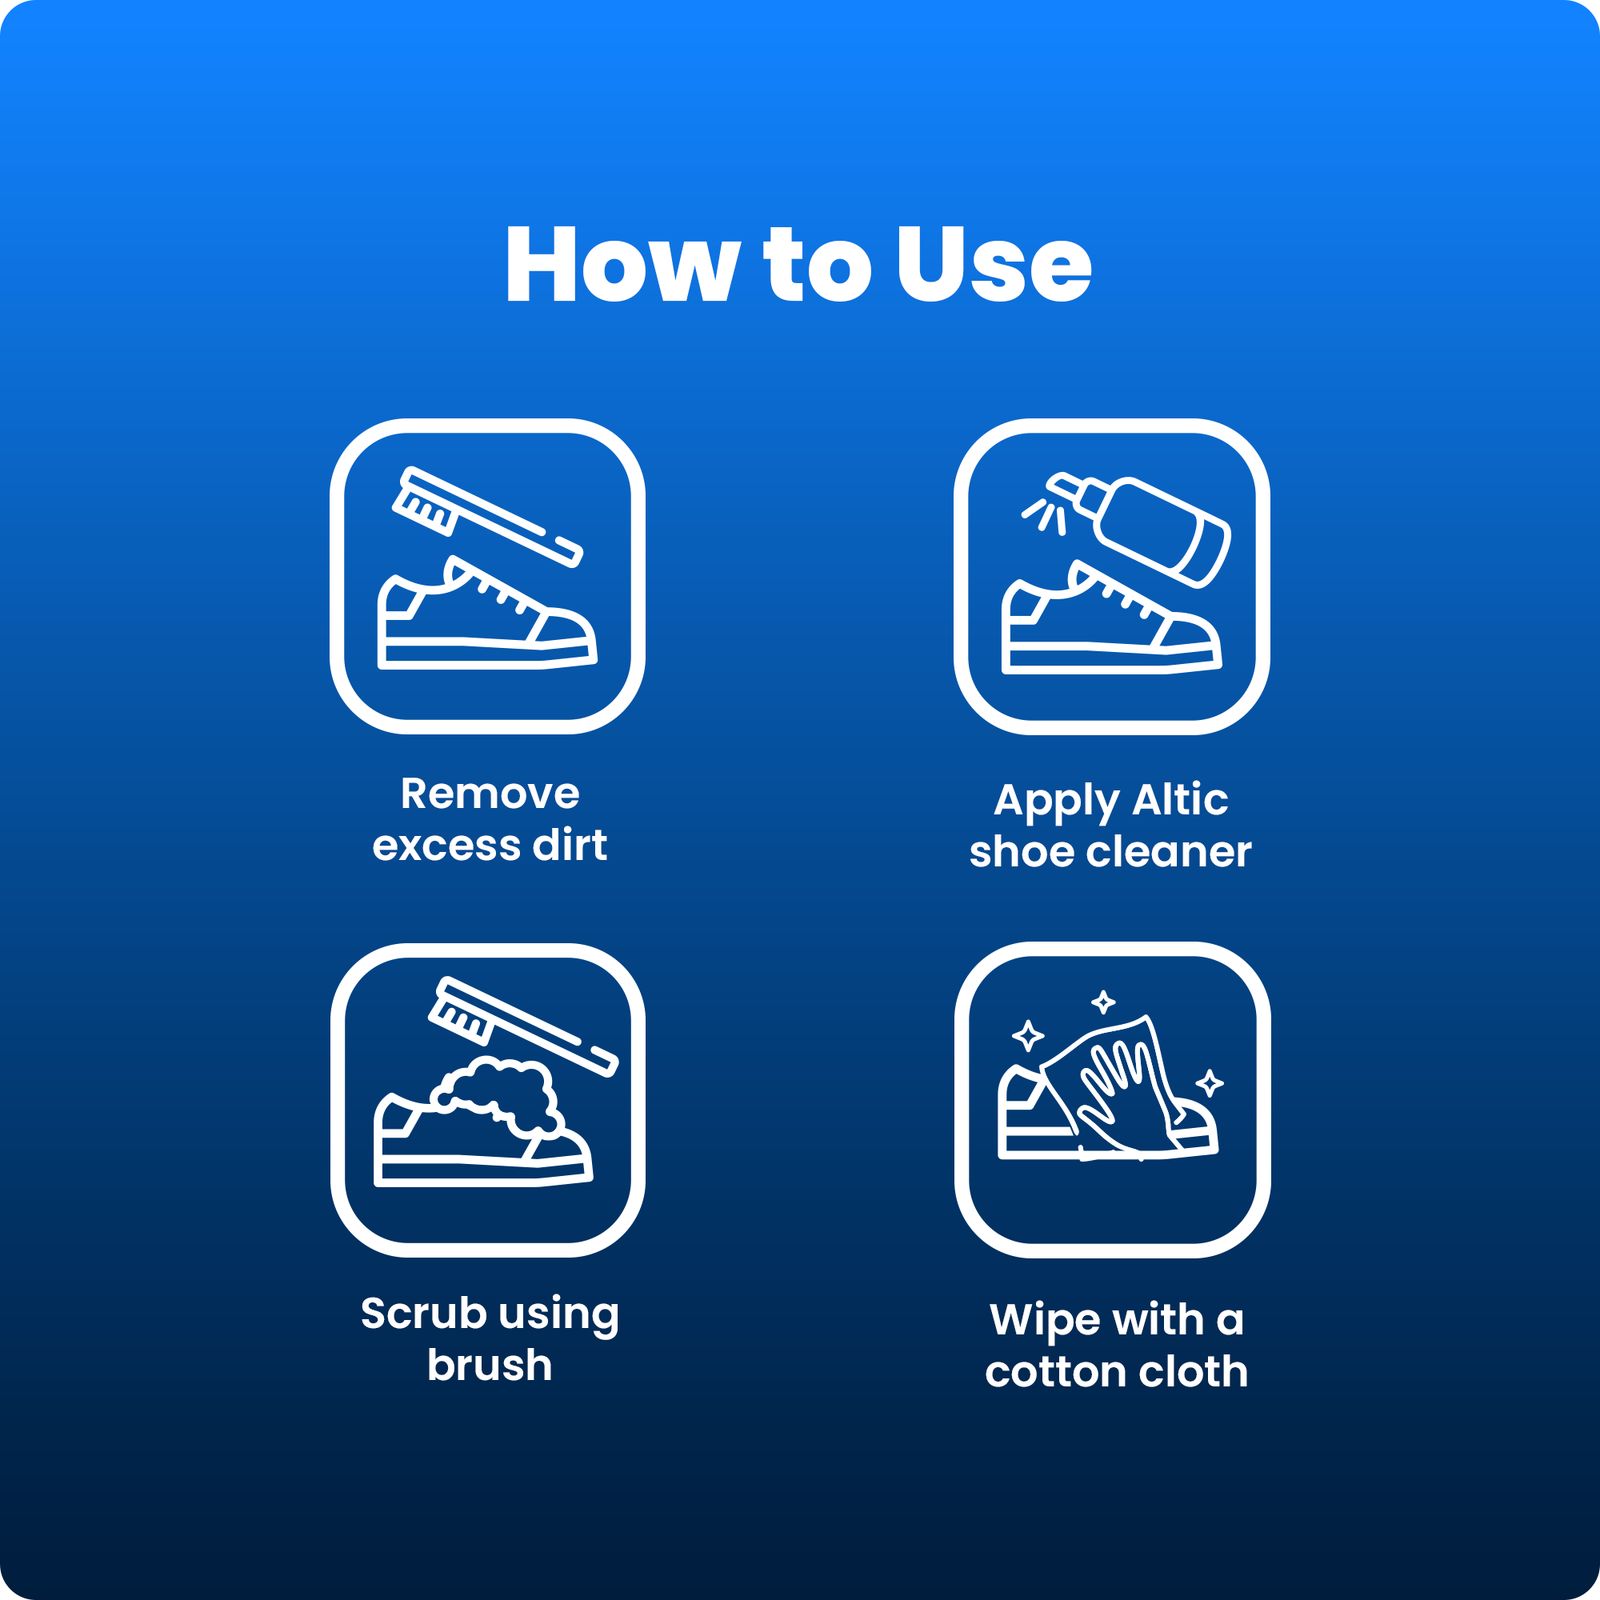 How to Use
Remove
excess dirt
Apply Altic
shoe cleaner
Scrub using
brush
Wipe with a
cotton cloth